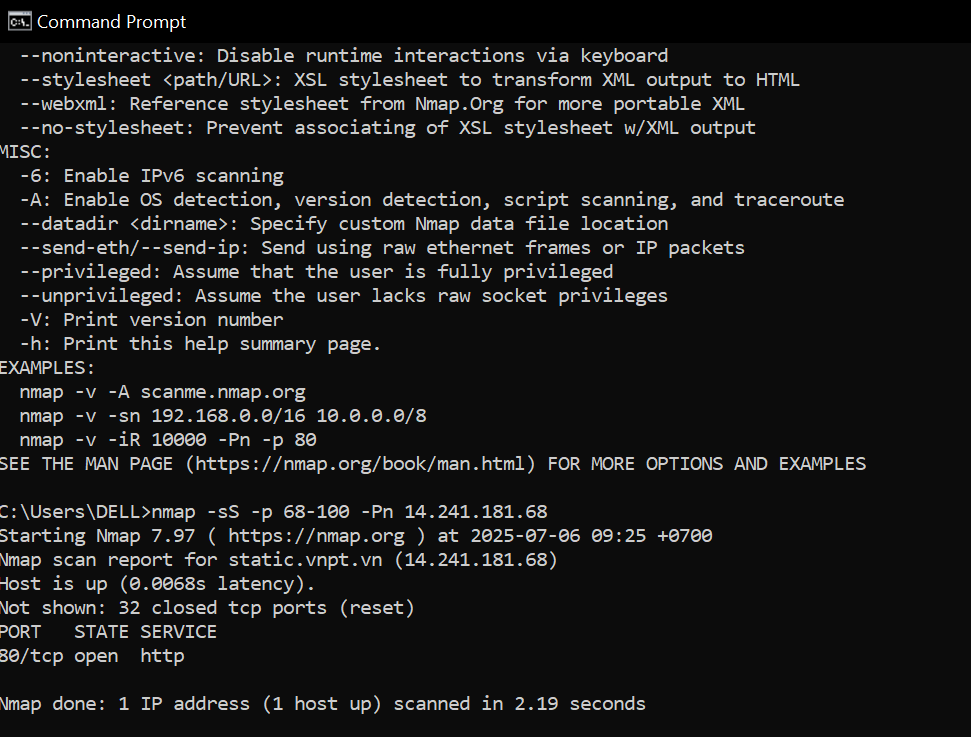 Command Prompt
--noninteractive: Disable runtime interactions via keyboard
--stylesheet <path/URL>: XSL stylesheet to transform XML output to HTML
--webxml: Reference stylesheet from Nmap.Org for more portable XML
--no-stylesheet: Prevent associating of XSL stylesheet w/XML output
MISC:
-6: Enable IPv6 scanning
-A: Enable OS detection, version detection, script scanning, and traceroute
--datadir <dirname>: Specify custom Nmap data file location
--send-eth/--send-ip: Send using raw ethernet frames or IP packets
--privileged: Assume that the user is fully privileged
--unprivileged: Assume the user lacks raw socket privileges
-V: Print version number
-h: Print this help summary page.
EXAMPLES:
nmap -v -A scanme.nmap.org
nmap -v -sn 192.168.0.0/16 10.0.0.0/8
nmap -v -iR 10000 -Pn -p 80
SEE THE MAN PAGE (https://nmap.org/book/man.html) FOR MORE OPTIONS AND EXAMPLES
C:\Users\DELL>nmap -sS -p 68-100 -Pn 14.241.181.68
Starting Nmap 7.97 ( https://nmap.org ) at 2025-07-06 09:25 +0700
Nmap scan report for static.vnpt.vn (14.241.181.68)
Host is up (0.0068s latency).
Not shown: 32 closed tcp ports (reset)
PORT   STATE SERVICE
80/tcp open  http
Nmap done: 1 IP address (1 host up) scanned in 2.19 seconds